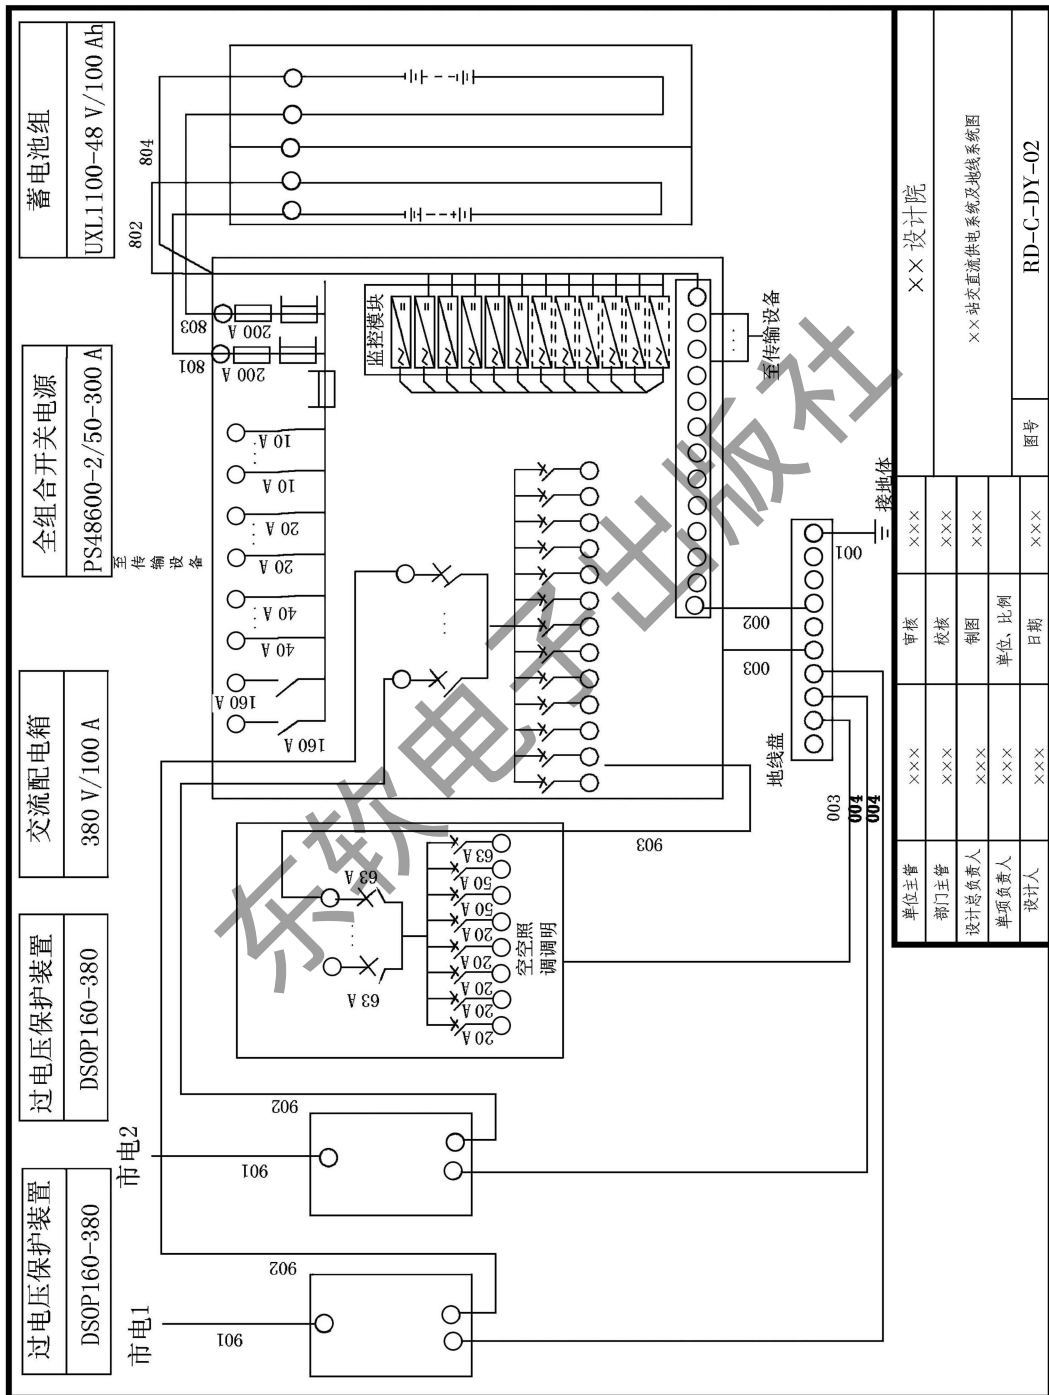 过电压保护装置
DSOP160-380
过电压保护装置
DSOP160-380
交流配电箱
380 V/100 A
全组合开关电源
PS48600-2/50-300 A
蓄电池组
UXL1100-48 V/100 Ah
市电1
市电2
901
902
901
902
903
63 A
63 A
20 A
20 A
20 A
20 A
20 A
50 A
50 A
63 A
空调
空调
照明
至传输设备
160 A
160 A
40 A
40 A
20 A
20 A
10 A
10 A
801
803
200 A
200 A
802
804
监控模块
至传输设备
地线盘
001
002
003
003
004
004
接地体
单位主管
×××
审核
×××
××设计院
部门主管
×××
校核
×××
设计总负责人
×××
制图
×××
××站交直流供电系统及地线系统图
单项负责人
×××
单位、比例
设计人
×××
日期
×××
图号
RD-C-DY-02
东软电子出版社